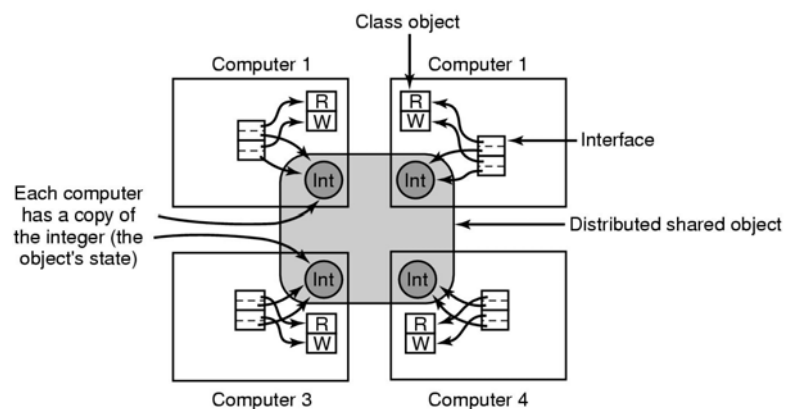 Class object
Computer 1
Computer 1
R
W
R
W
Interface
Int
Int
Each computer
has a copy of
the integer (the
object's state)
Distributed shared object
Int
Int
R
W
R
W
Computer 3
Computer 4